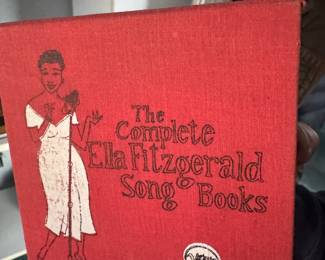 The
Complete
Ella Fitzgerald
Song Books